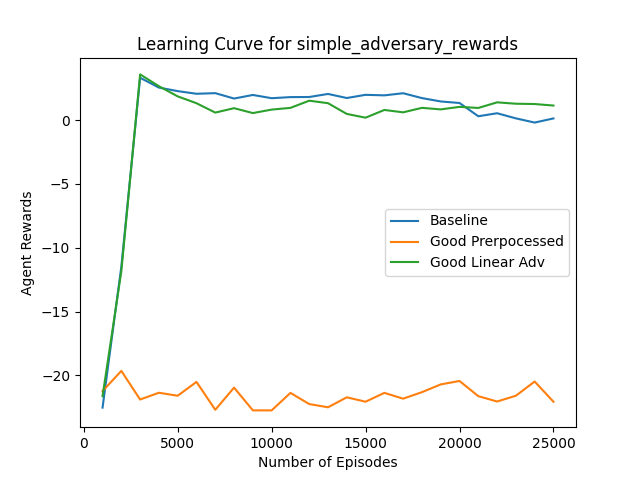 Learning Curve for simple_adversary_rewards
Agent Rewards
0
−5
−10
−15
−20
Baseline
Good Prerpocessed
Good Linear Adv
0 5000 10000 15000 20000 25000
Number of Episodes